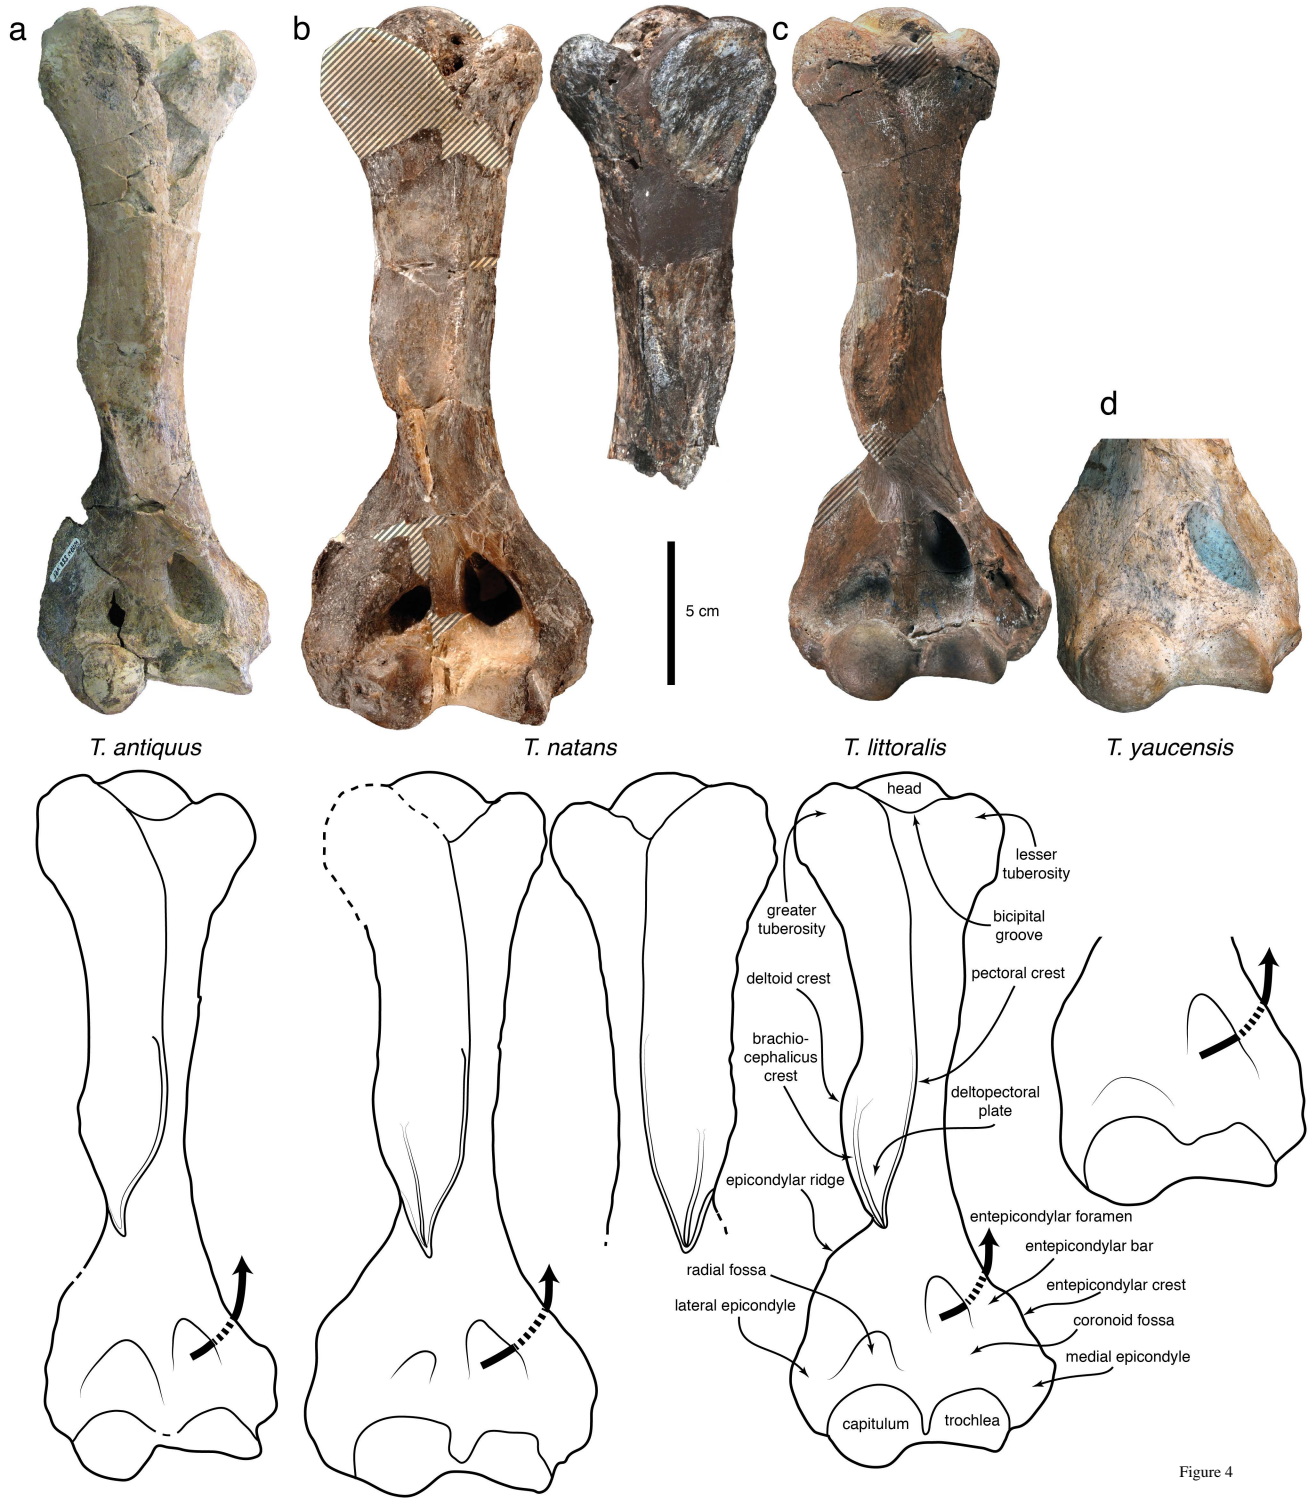 a
b
c
d
5 cm
T. antiquus
T. natans
T. littoralis
T. yaucensis
head
lesser
tuberosity
greater
tuberosity
bicipital
groove
deltoid crest
pectoral crest
brachio-
cephalicus
crest
deltopectoral
plate
epicondylar ridge
entepicondylar foramen
radial fossa
entepicondylar bar
lateral epicondyle
entepicondylar crest
coronoid fossa
medial epicondyle
capitulum
trochlea
Figure 4